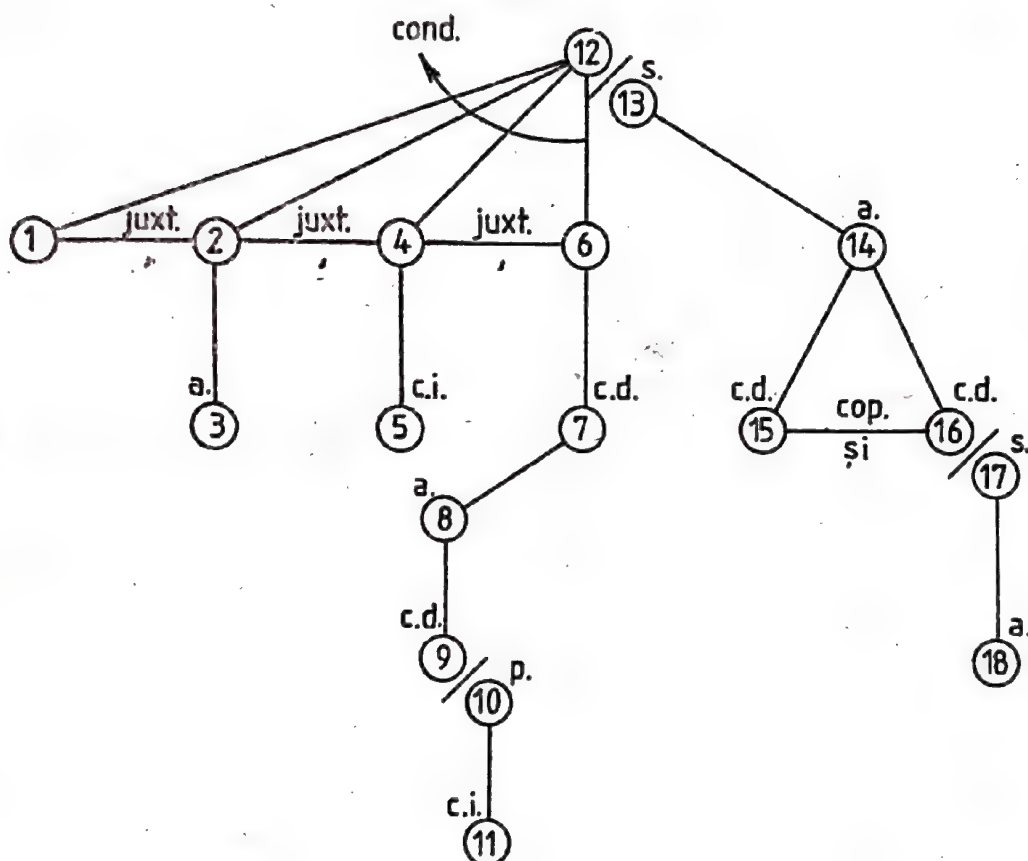 cond. 12
s.
13
juxt. juxt. juxt. a.
1 2 4 6 14
, , ,
a. c.i. c.d. c.d. cop. c.d.
3 5 7 15 și 16
s.
a. 17
8
c.d. a.
9 p. 18
10
c.i.
11